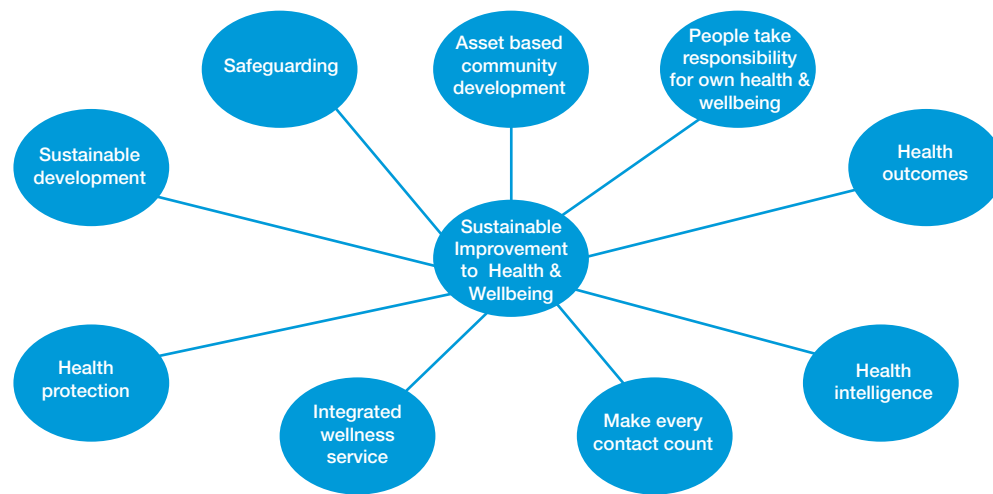 Safeguarding
Asset based
community
development
People take
responsibility
for own health &
wellbeing
Sustainable
development
Health
outcomes
Sustainable
Improvement
to Health &
Wellbeing
Health
protection
Integrated
wellness
service
Make every
contact count
Health
intelligence